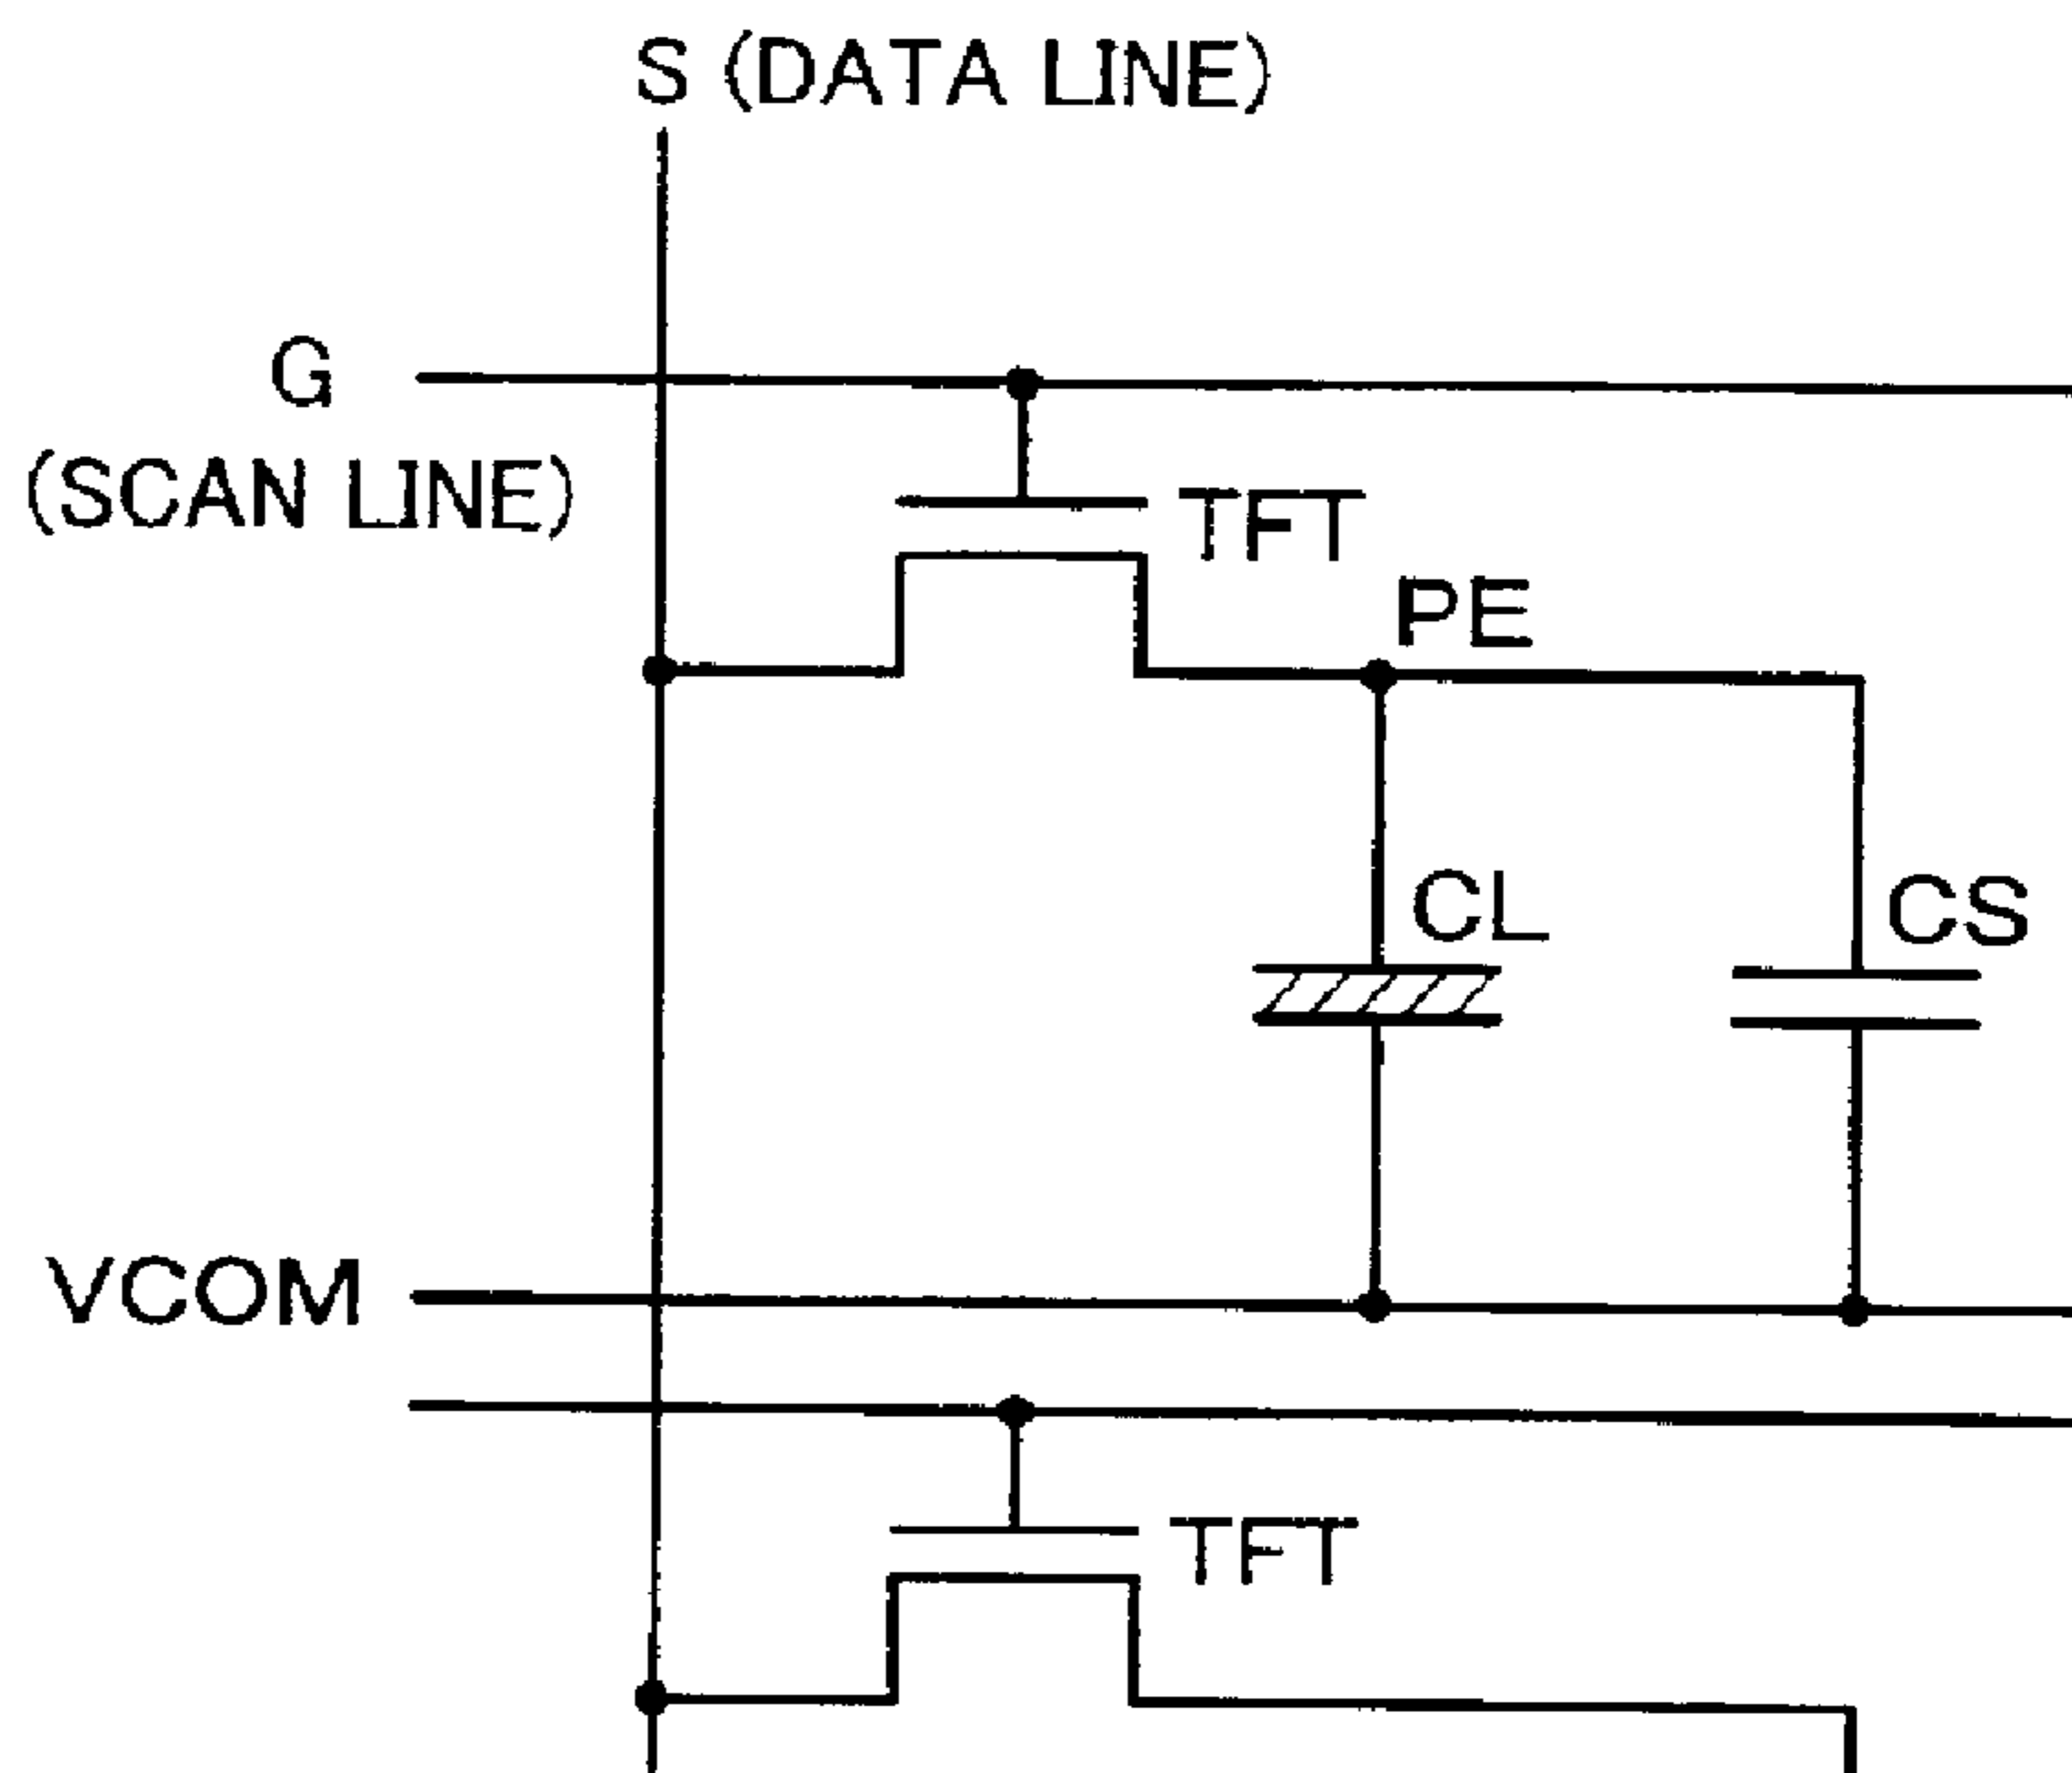 S (DATA LINE)
G
(SCAN LINE)
TFT
PE
CL
CS
VCOM
TFT